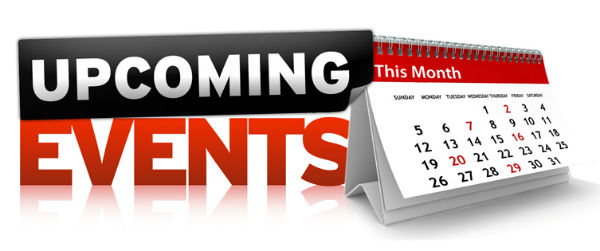 UPCOMING
EVENTS
This Month
SUNDAY MONDAY TUESDAY WEDNESDAY THURSDAY FRIDAY SATURDAY
1 2 3 4
5 6 7 8 9 10 11
12 13 14 15 16 17 18
19 20 21 22 23 24 25
26 27 28 29 30 31